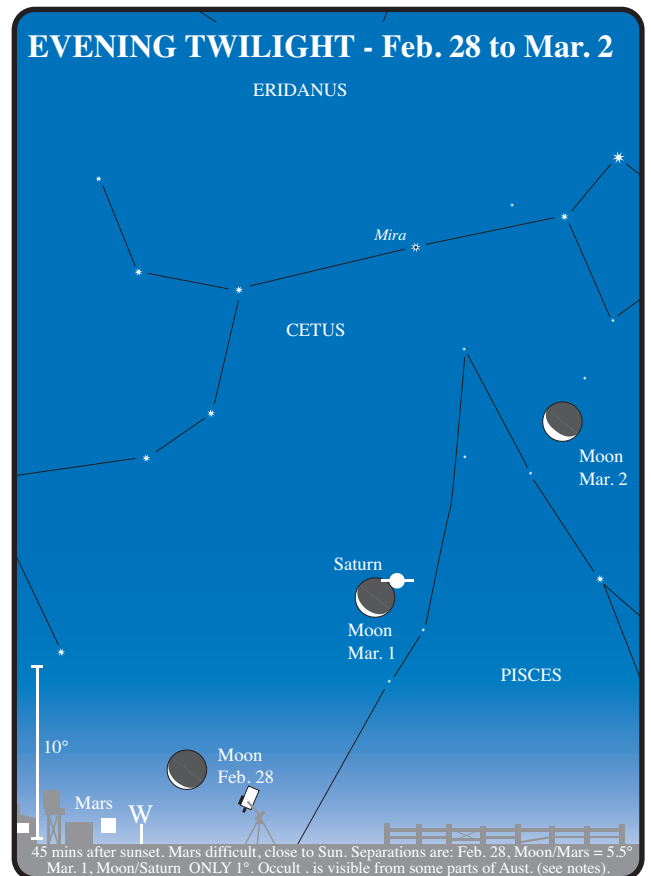 EVENING TWILIGHT - Feb. 28 to Mar. 2
ERIDANUS
Mira
CETUS
Moon
Mar. 2
Saturn
Moon
Mar. 1
PISCES
Moon
Feb. 28
10°
Mars
W
45 mins after sunset. Mars difficult, close to Sun. Separations are: Feb. 28, Moon/Mars = 5.5°
Mar. 1, Moon/Saturn ONLY 1°. Occult . is visible from some parts of Aust. (see notes).